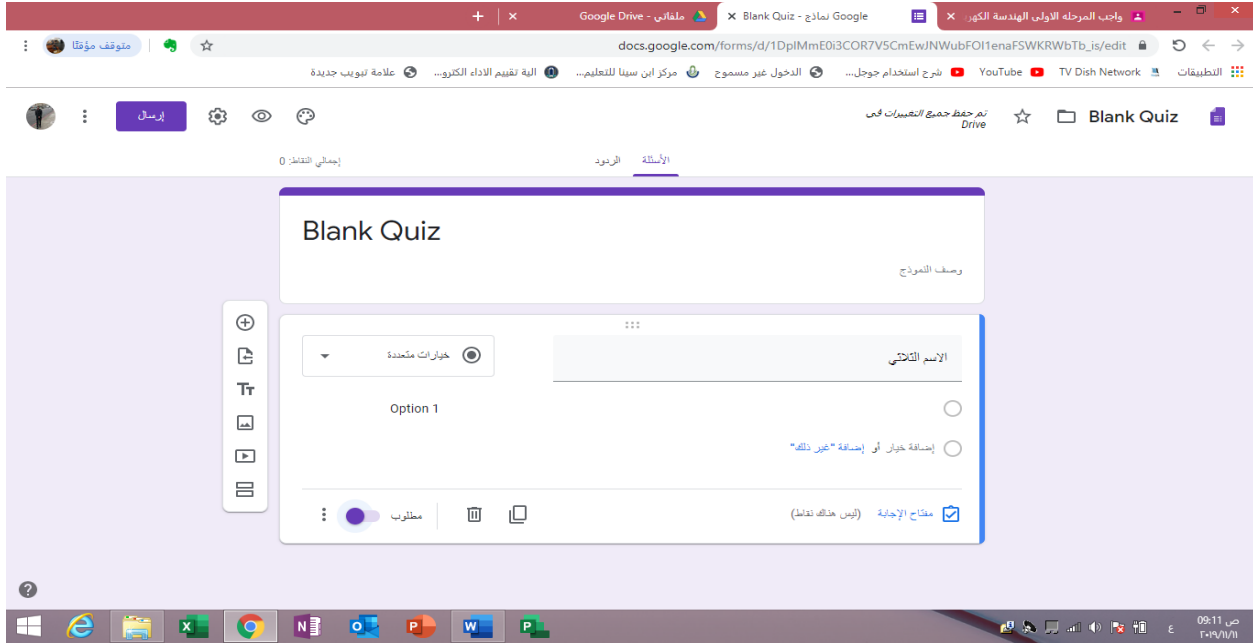 واجب المرحله الاولى الهندسة الكهر
Google نماذج - Blank Quiz
ملفاتي - Google Drive
docs.google.com/forms/d/1DpIMmE0i3COR7V5CmEwJNWubFOI1enaFSWKRWbTb_is/edit
متوقف مؤقتا
التطبيقات
TV Dish Network
YouTube
شرح استخدام جوجل...
الدخول غير مسموح
مركز ابن سينا للتعليم...
الية تقييم الاداء الكترو...
علامة تبويب جديدة
Blank Quiz
تم حفظ جميع التغييرات في
Drive
إرسال
الأسئلة
الردود
إجمالي النقاط: 0
Blank Quiz
وصف النموذج
الاسم الثلاثي
خيارات متعددة
Option 1
إضافة خيار أو إضافة "غير ذلك"
مفتاح الإجابة (ليس هناك نقاط)
مطلوب
ع
09:11 ص
٢٠١٩/١١/١١